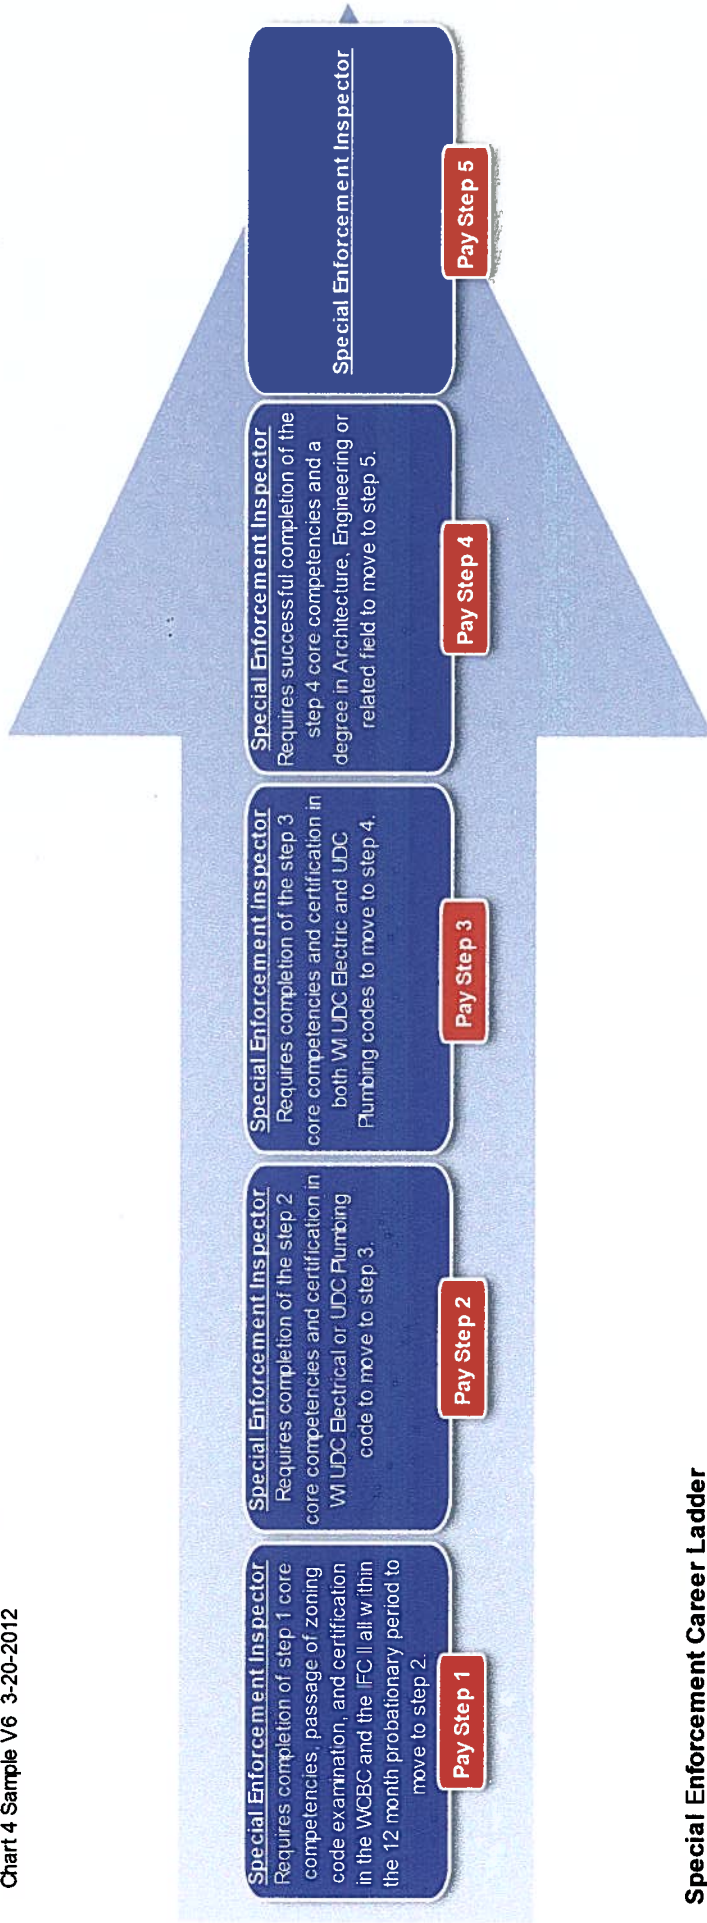 Chart 4 Sample V6 3-20-2012
Special Enforcement Inspector
Requires completion of step 1 core
competencies, passage of zoning
code examination, and certification
in the WCBC and the IFC II all within
the 12 month probationary period to
move to step 2.
Pay Step 1
Special Enforcement Inspector
Requires completion of the step 2
core competencies and certification in
WI UDC Electrical or UDC Plumbing
code to move to step 3.
Pay Step 2
Special Enforcement Inspector
Requires completion of the step 3
core competencies and certification in
both WI UDC Electric and UDC
Plumbing codes to move to step 4.
Pay Step 3
Special Enforcement Inspector
Requires successful completion of the
step 4 core competencies and a
degree in Architecture, Engineering or
related field to move to step 5.
Pay Step 4
Special Enforcement Inspector
Pay Step 5
Special Enforcement Career Ladder